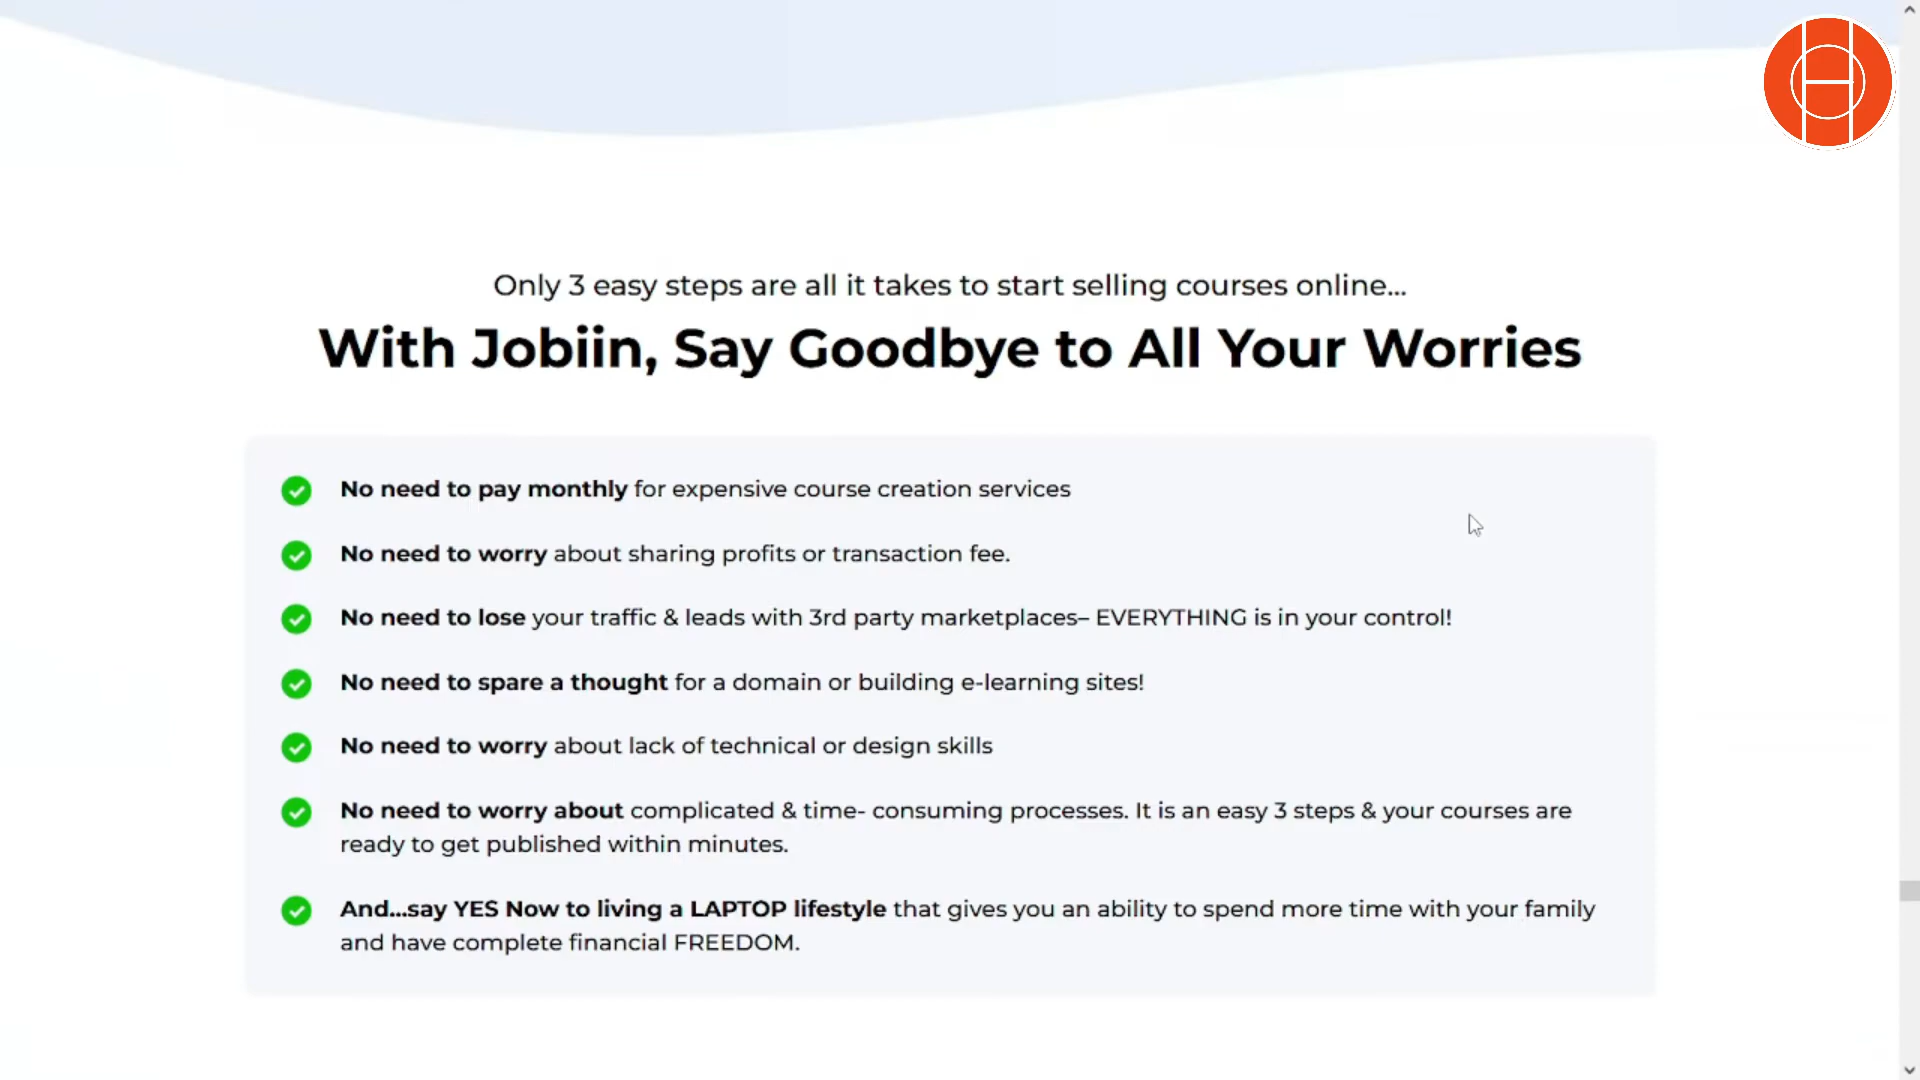 Only 3 easy steps are all it takes to start selling courses online...
With Jobiin, Say Goodbye to All Your Worries
No need to pay monthly for expensive course creation services
No need to worry about sharing profits or transaction fee.
No need to lose your traffic & leads with 3rd party marketplaces– EVERYTHING is in your control!
No need to spare a thought for a domain or building e-learning sites!
No need to worry about lack of technical or design skills
No need to worry about complicated & time- consuming processes. It is an easy 3 steps & your courses are
ready to get published within minutes.
And...say YES Now to living a LAPTOP lifestyle that gives you an ability to spend more time with your family
and have complete financial FREEDOM.